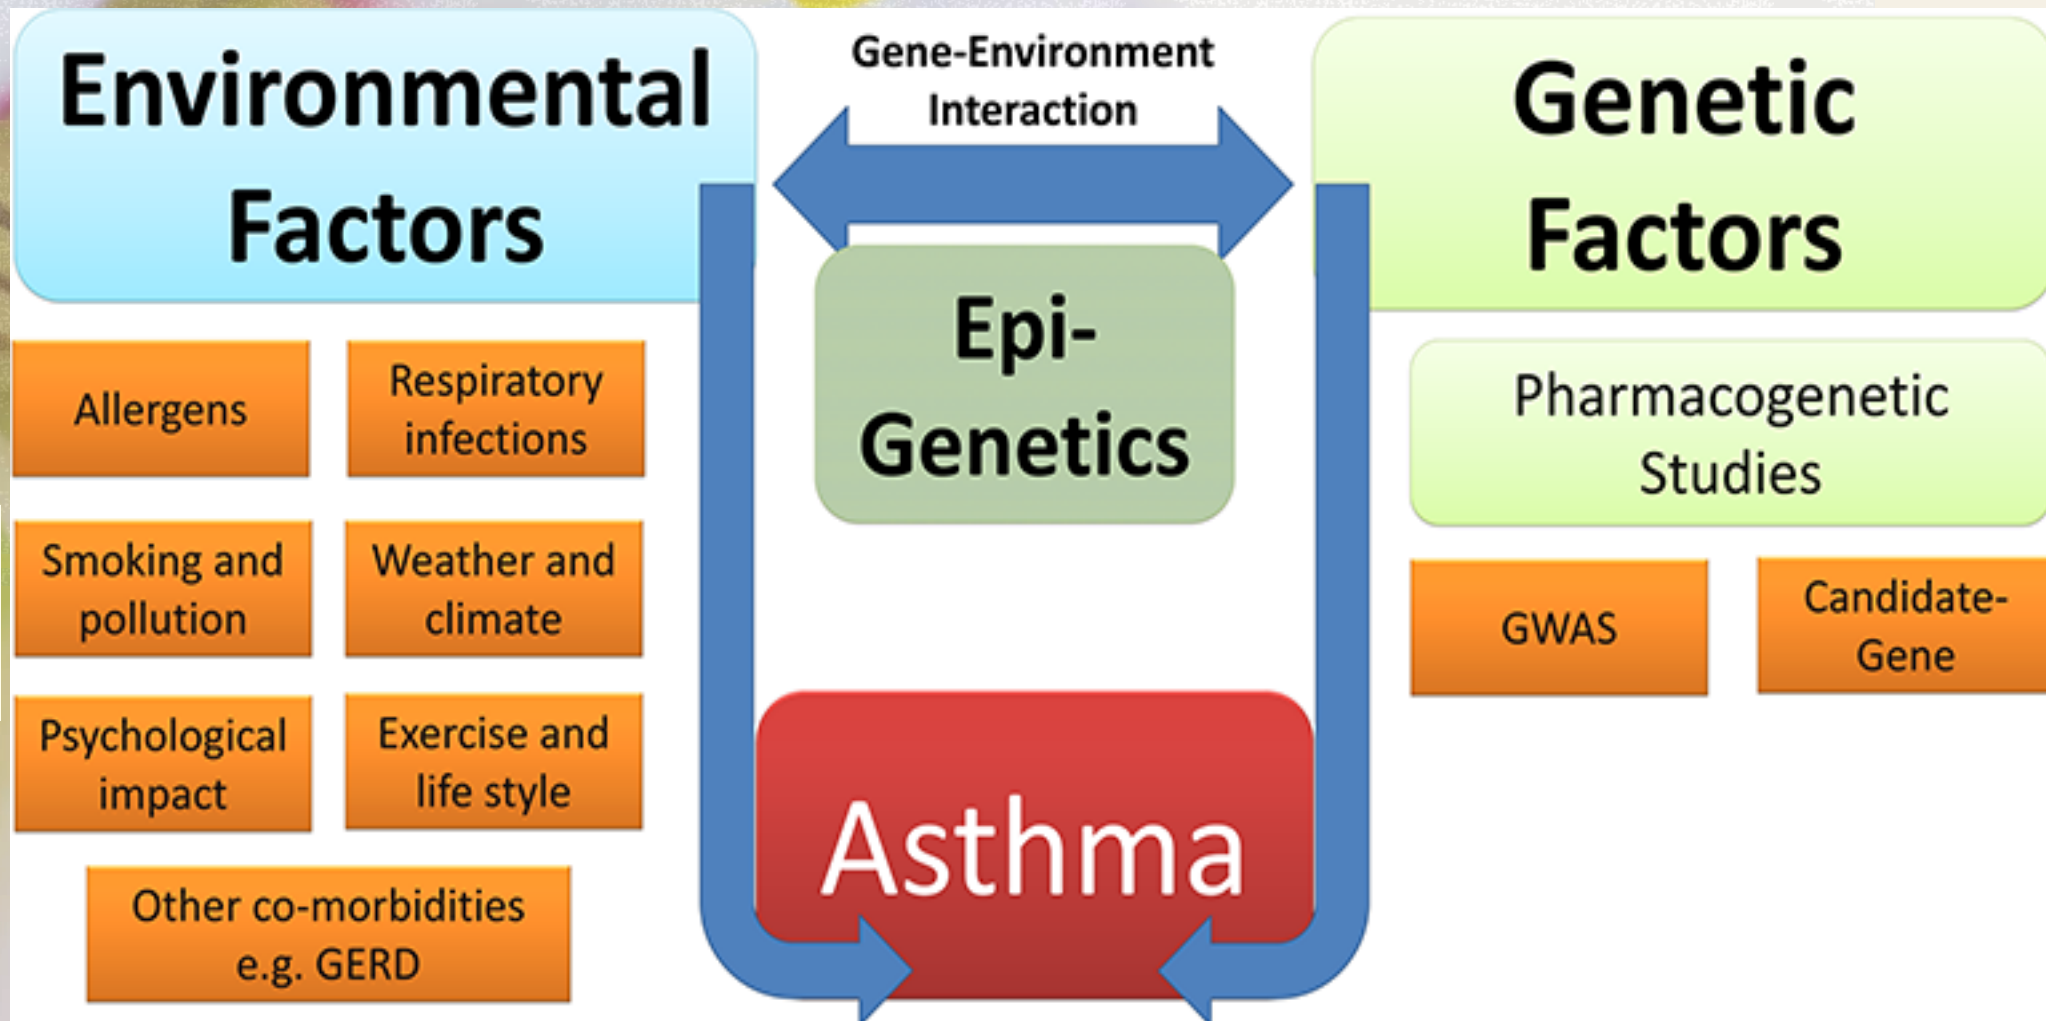 Environmental
Factors
Gene-Environment
Interaction
Genetic
Factors
Epi-
Genetics
Allergens
Respiratory
infections
Smoking and
pollution
Weather and
climate
Psychological
impact
Exercise and
life style
Other co-morbidities
e.g. GERD
Pharmacogenetic
Studies
GWAS
Candidate-
Gene
Asthma